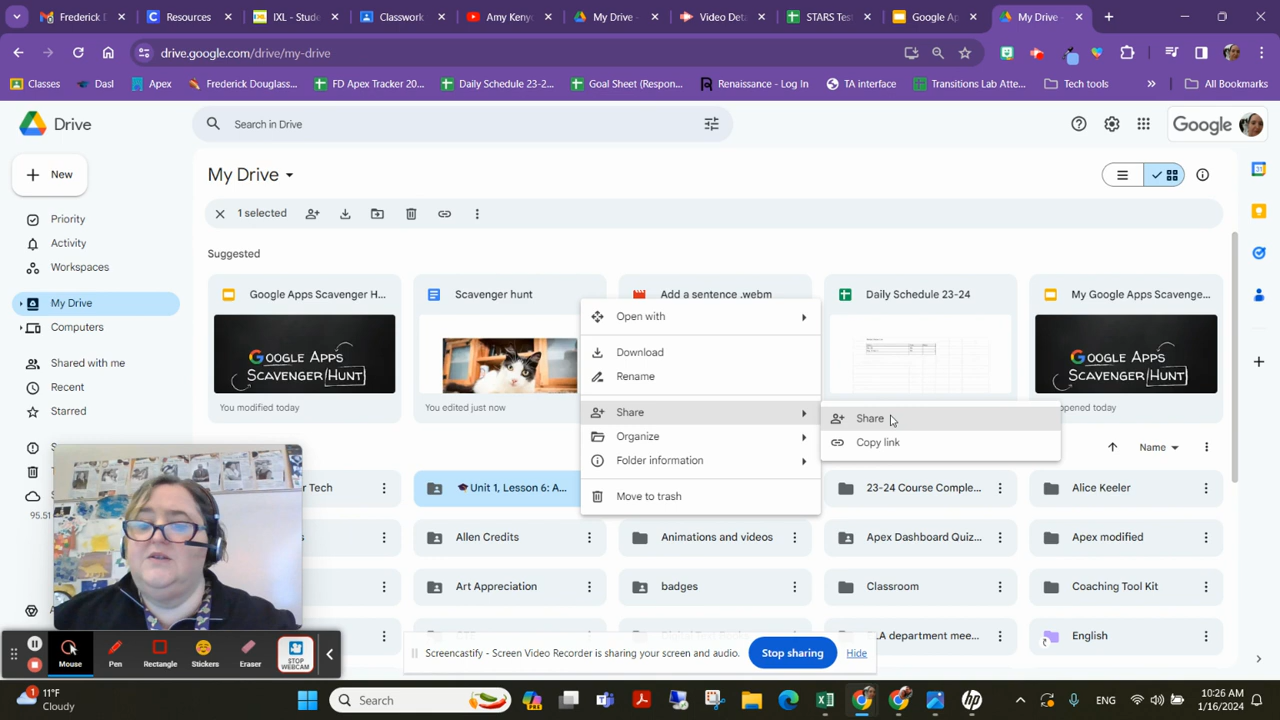 Frederick D
Resources
IXL - Stude
Classwork
Amy Keny
My Drive -
Video Deta
STARS Test
Google Ap
My Drive -
drive.google.com/drive/my-drive
Classes
Dasl
Apex
Frederick Douglass...
FD Apex Tracker 20...
Daily Schedule 23-2...
Goal Sheet (Respon...
Renaissance - Log In
TA interface
Transitions Lab Atte...
Tech tools
All Bookmarks
Drive
Search in Drive
Google
New
My Drive
Priority
Activity
Workspaces
My Drive
Computers
Shared with me
Recent
Starred
1 selected
Suggested
Google Apps Scavenger H...
Scavenger hunt
Add a sentence .webm
Daily Schedule 23-24
My Google Apps Scavenge...
Google Apps
Scavenger Hunt
Google Apps
Scavenger Hunt
You modified today
You edited just now
opened today
Open with
Download
Rename
Share
Organize
Folder information
Move to trash
Share
Copy link
Name
95.51
Tech
Unit 1, Lesson 6: A...
23-24 Course Comple...
Alice Keeler
Allen Credits
Animations and videos
Apex Dashboard Quiz...
Apex modified
Art Appreciation
badges
Classroom
Coaching Tool Kit
LA department mee...
English
Mouse
Pen
Rectangle
Stickers
Eraser
STOP
WEBCAM
Screencastify - Screen Video Recorder is sharing your screen and audio.
Stop sharing
Hide
11°F
Cloudy
Search
ENG
10:26 AM
1/16/2024